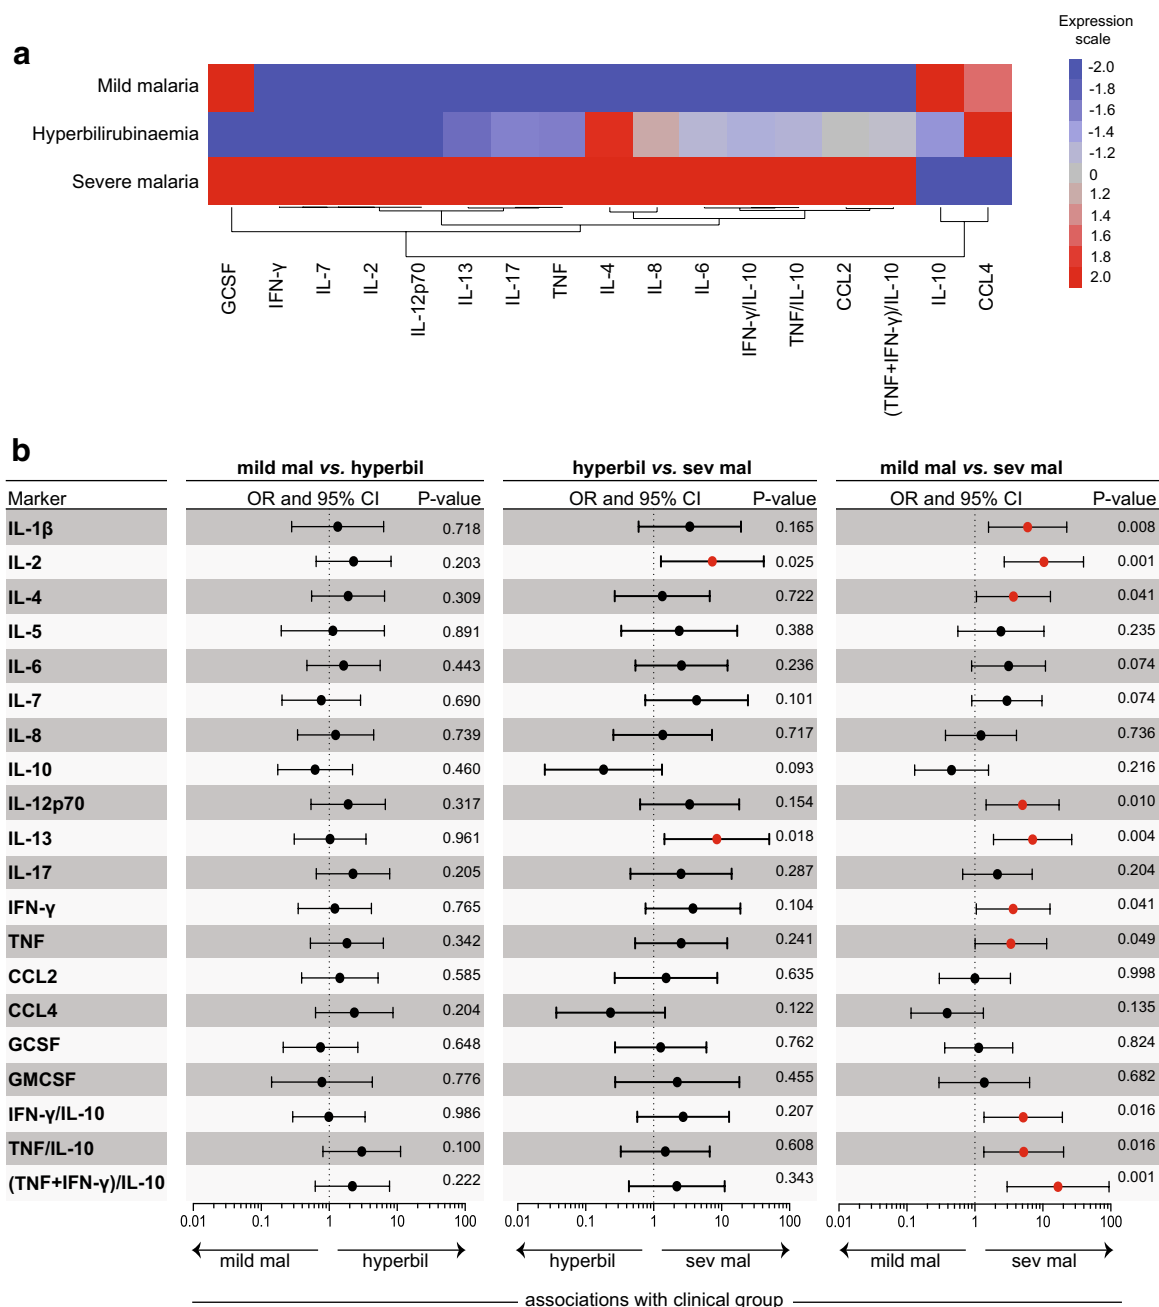 a
Expression
scale
Mild malaria
Hyperbilirubinaemia
Severe malaria
-2.0
-1.8
-1.6
-1.4
-1.2
0
1.2
1.4
1.6
1.8
2.0
GCSF
IFN-γ
IL-7
IL-2
IL-12p70
IL-13
IL-17
TNF
IL-4
IL-8
IL-6
IFN-γ/IL-10
TNF/IL-10
CCL2
(TNF+IFN-γ)/IL-10
IL-10
CCL4
b
mild mal vs. hyperbil hyperbil vs. sev mal mild mal vs. sev mal
Marker OR and 95% CI P-value OR and 95% CI P-value OR and 95% CI P-value
IL-1β 0.718 0.165 0.008
IL-2 0.203 0.025 0.001
IL-4 0.309 0.722 0.041
IL-5 0.891 0.388 0.235
IL-6 0.443 0.236 0.074
IL-7 0.690 0.101 0.074
IL-8 0.739 0.717 0.736
IL-10 0.460 0.093 0.216
IL-12p70 0.317 0.154 0.010
IL-13 0.961 0.018 0.004
IL-17 0.205 0.287 0.204
IFN-γ 0.765 0.104 0.041
TNF 0.342 0.241 0.049
CCL2 0.585 0.635 0.998
CCL4 0.204 0.122 0.135
GCSF 0.648 0.762 0.824
GMCSF 0.776 0.455 0.682
IFN-γ/IL-10 0.986 0.207 0.016
TNF/IL-10 0.100 0.608 0.016
(TNF+IFN-γ)/IL-10 0.222 0.343 0.001
0.01 0.1 1 10 100 0.01 0.1 1 10 100 0.01 0.1 1 10 100
mild mal hyperbil hyperbil sev mal mild mal sev mal
associations with clinical group